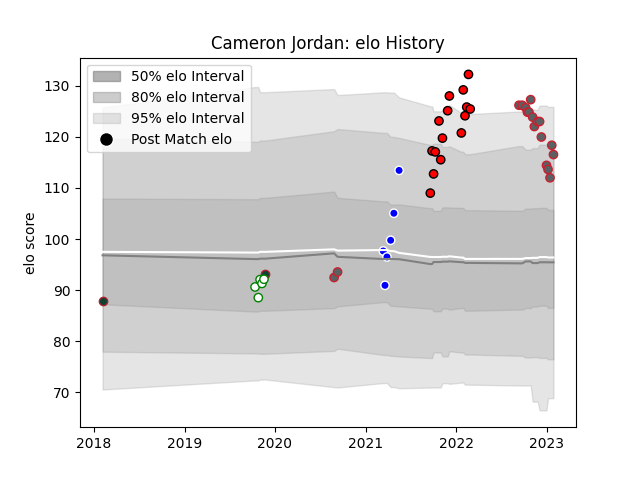 Cameron Jordan: elo History
50% elo Interval
80% elo Interval
95% elo Interval
Post Match elo
elo score
130
120
110
100
90
80
70
2018 2019 2020 2021 2022 2023